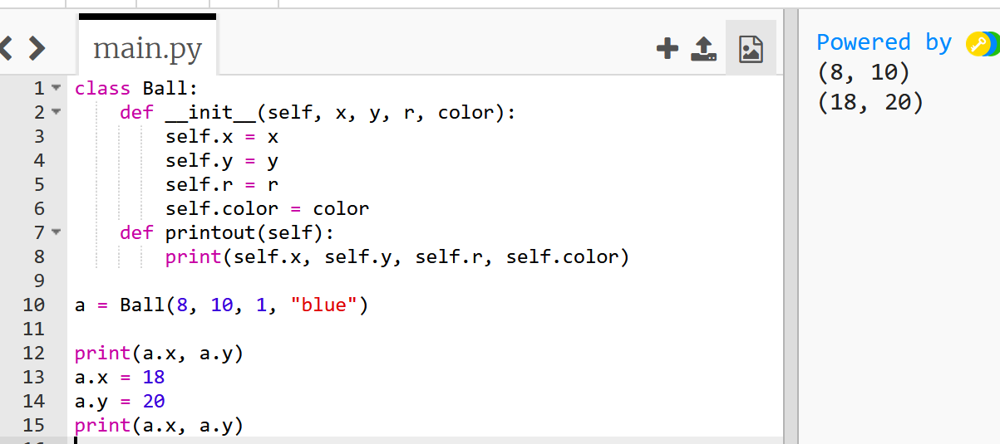 main.py
1 class Ball:
2     def __init__(self, x, y, r, color):
3         self.x = x
4         self.y = y
5         self.r = r
6         self.color = color
7     def printout(self):
8         print(self.x, self.y, self.r, self.color)
9
10 a = Ball(8, 10, 1, "blue")
11
12 print(a.x, a.y)
13 a.x = 18
14 a.y = 20
15 print(a.x, a.y)
Powered by
(8, 10)
(18, 20)